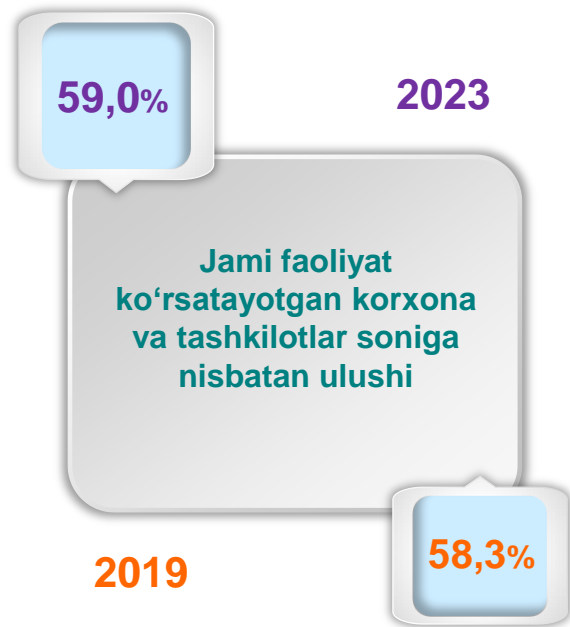 59,0%
2023
Jami faoliyat
ko‘rsatayotgan korxona
va tashkilotlar soniga
nisbatan ulushi
2019
58,3%